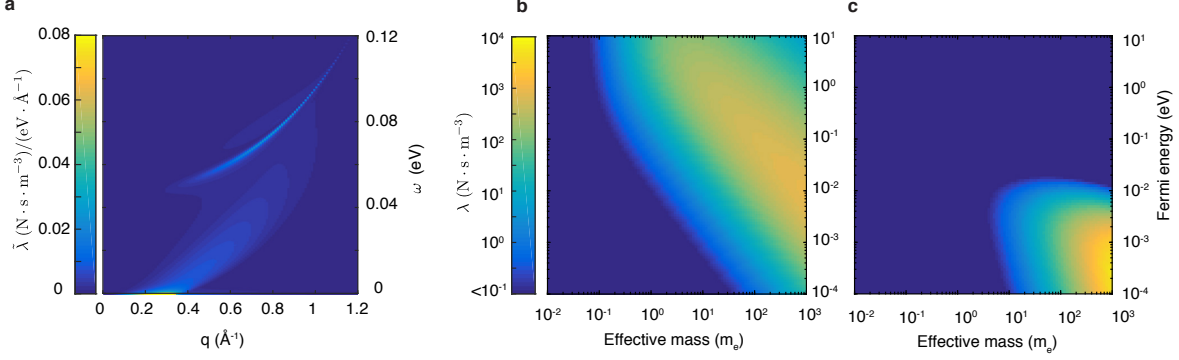 a
0.08
0.06
0.04
0.02
0
λ̃ (N · s · m⁻³)/(eV · Å⁻¹)
0.12
0.08
0.04
0
ω (eV)
0 0.2 0.4 0.6 0.8 1 1.2
q (Å⁻¹)
b
10⁴
10³
10²
10¹
10⁰
<10⁻¹
λ (N · s · m⁻³)
10¹
10⁰
10⁻¹
10⁻²
10⁻³
10⁻⁴
10⁻² 10⁻¹ 10⁰ 10¹ 10² 10³
Effective mass (mₑ)
c
10¹
10⁰
10⁻¹
10⁻²
10⁻³
10⁻⁴
Fermi energy (eV)
10⁻² 10⁻¹ 10⁰ 10¹ 10² 10³
Effective mass (mₑ)